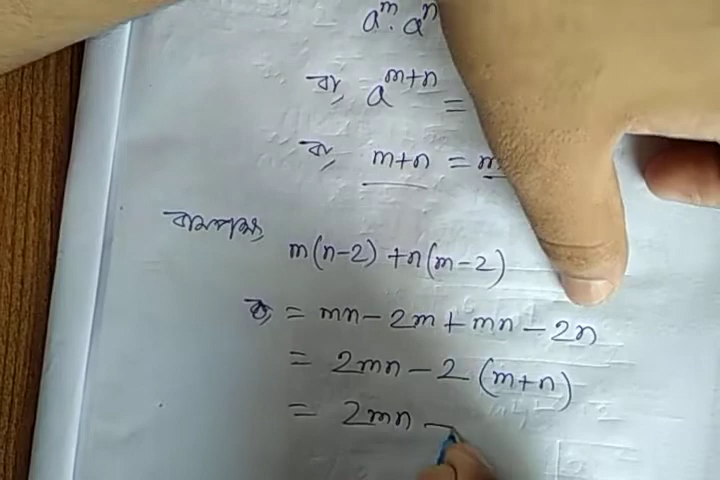 a^m . a^n
বা, a^{m+n} =
বা, m+n = m
বামপক্ষ,
m(n-2) + n(m-2)
= mn - 2m + mn - 2n
= 2mn - 2 (m+n)
= 2mn -